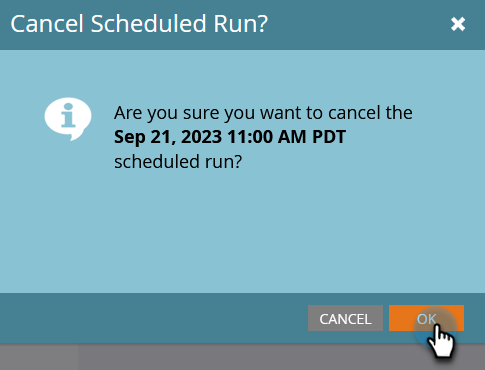 Cancel Scheduled Run?
Are you sure you want to cancel the
Sep 21, 2023 11:00 AM PDT
scheduled run?
CANCEL
OK